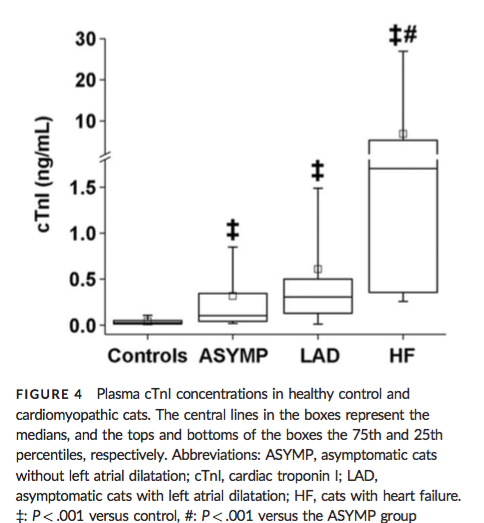 ‡#
30
20
10
‡
1.5
‡
1.0
0.5
0.0
cTnI (ng/mL)
Controls ASYMP LAD HF
FIGURE 4 Plasma cTnI concentrations in healthy control and
cardiomyopathic cats. The central lines in the boxes represent the
medians, and the tops and bottoms of the boxes the 75th and 25th
percentiles, respectively. Abbreviations: ASYMP, asymptomatic cats
without left atrial dilatation; cTnI, cardiac troponin I; LAD,
asymptomatic cats with left atrial dilatation; HF, cats with heart failure.
‡: P < .001 versus control, #: P < .001 versus the ASYMP group